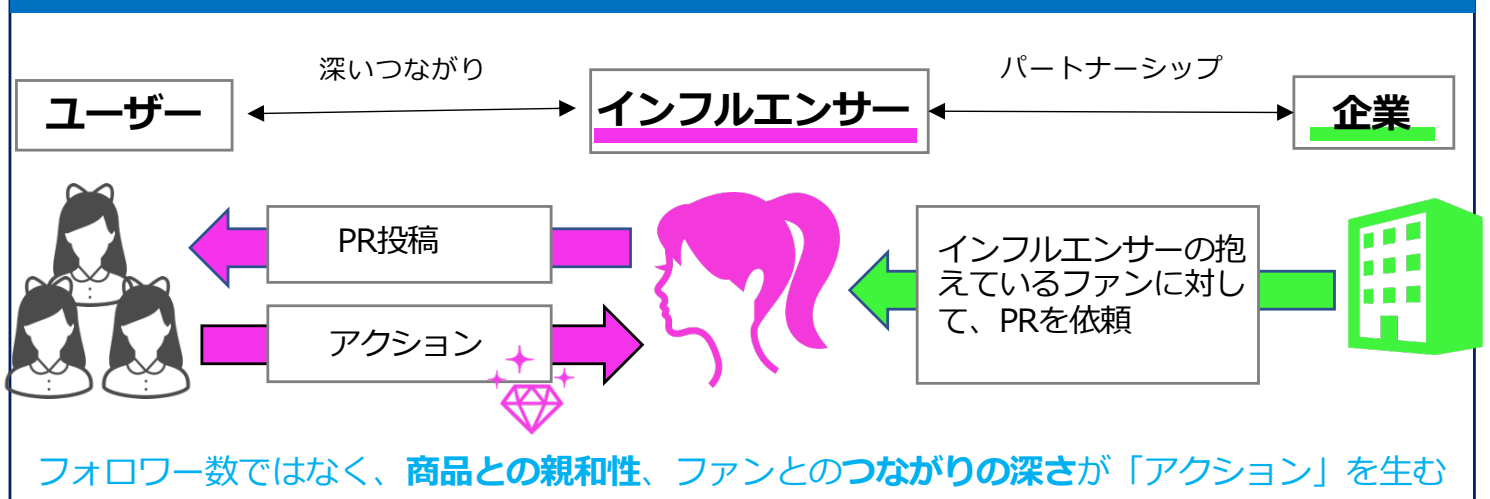 深いつながり
パートナーシップ
ユーザー
インフルエンサー
企業
PR投稿
アクション
インフルエンサーの抱
えているファンに対し
て、PRを依頼
フォロワー数ではなく、商品との親和性、ファンとのつながりの深さが「アクション」を生む